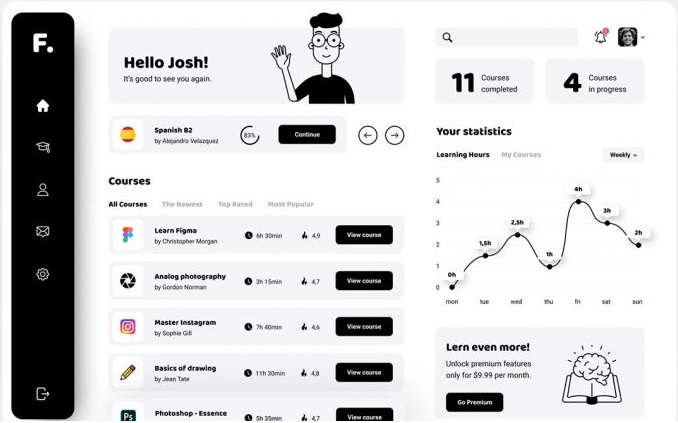 F.
Hello Josh!
It's good to see you again.
Spanish B2
by Alejandro Velazquez
83%
Continue
Courses
All Courses
The Newest
Top Rated
Most Popular
Learn Figma
by Christopher Morgan
6h 30min
4,9
View course
Analog photography
by Gordon Norman
3h 15min
4,7
View course
Master Instagram
by Sophie Gill
7h 40min
4,6
View course
Basics of drawing
by Jean Tate
11h 30min
4,8
View course
Ps
Photoshop - Essence
5h 35min
4,7
View course
11
Courses
completed
4
Courses
in progress
Your statistics
Learning Hours
My Courses
Weekly
5
4
3
2
1
0
0h
1,5h
2,5h
1h
4h
3h
2h
mon
tue
wed
thu
fri
sat
sun
Lern even more!
Unlock premium features
only for $9.99 per month.
Go Premium